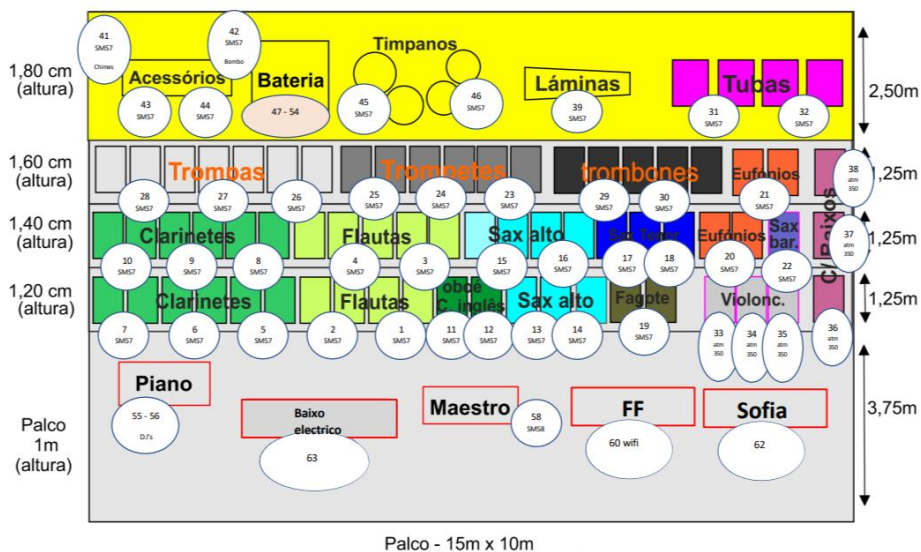 41
SM57
Chimes
42
SM57
Bombo
Timpanos
1,80 cm
(altura)
Acessórios
Bateria
Láminas
Tubas
2,50m
43
SM57
44
SM57
47 - 54
45
SM57
46
SM57
39
SM57
31
SM57
32
SM57
1,60 cm
(altura)
Trombas
Trompetes
trombones
Eufónios
38
atm
350
1,25m
28
SM57
27
SM57
26
SM57
25
SM57
24
SM57
23
SM57
29
SM57
30
SM57
21
SM57
C/ Baixos
1,40 cm
(altura)
Clarinetes
Flautas
Sax alto
Sax Tenor
Eufónios
Sax
bar.
37
atm
350
1,25m
10
SM57
9
SM57
8
SM57
4
SM57
3
SM57
15
SM57
16
SM57
17
SM57
18
SM57
20
SM57
22
SM57
1,20 cm
(altura)
Clarinetes
Flautas
oboé
C. inglês
Sax alto
Fagote
Violonc.
1,25m
7
SM57
6
SM57
5
SM57
2
SM57
1
SM57
11
SM57
12
SM57
13
SM57
14
SM57
19
SM57
33
atm
350
34
atm
350
35
atm
350
36
atm
350
Piano
Baixo
electrico
Maestro
FF
Sofia
3,75m
Palco
1m
(altura)
55 - 56
D.I's
63
58
SM58
60 wifi
62
Palco - 15m x 10m